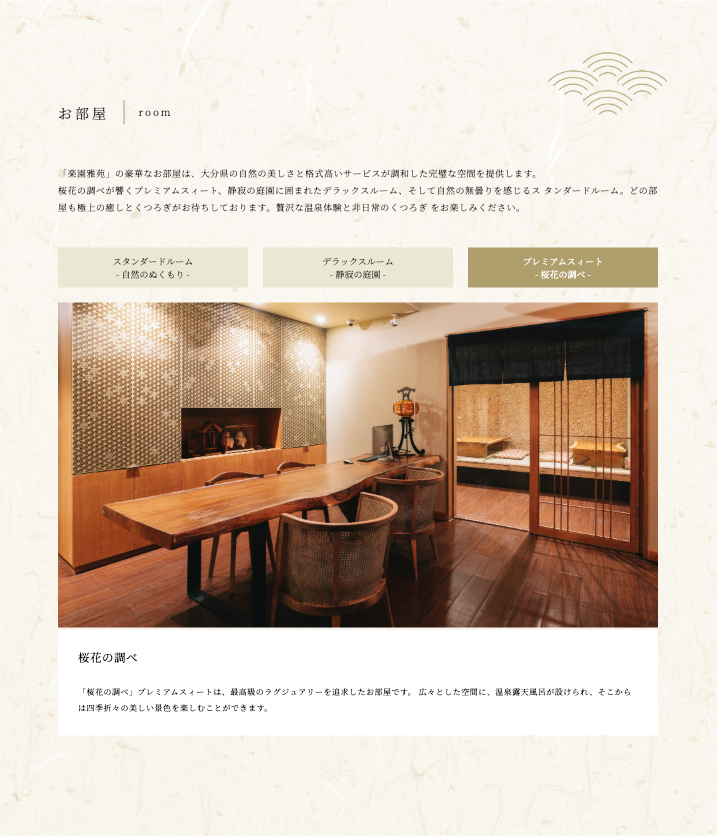 お部屋
room
「楽園雅苑」の豪華なお部屋は、大分県の自然の美しさと格式高いサービスが調和した完璧な空間を提供します。
桜花の調べが響くプレミアムスィート、静寂の庭園に囲まれたデラックスルーム、そして自然の無曇りを感じるス タンダードルーム。どの部
屋も極上の癒しとくつろぎがお待ちしております。贅沢な温泉体験と非日常のくつろぎ をお楽しみください。
スタンダードルーム
- 自然のぬくもり -
デラックスルーム
- 静寂の庭園 -
プレミアムスィート
- 桜花の調べ -
桜花の調べ
「桜花の調べ」プレミアムスィートは、最高級のラグジュアリーを追求したお部屋です。 広々とした空間に、温泉露天風呂が設けられ、そこから
は四季折々の美しい景色を楽しむことができます。